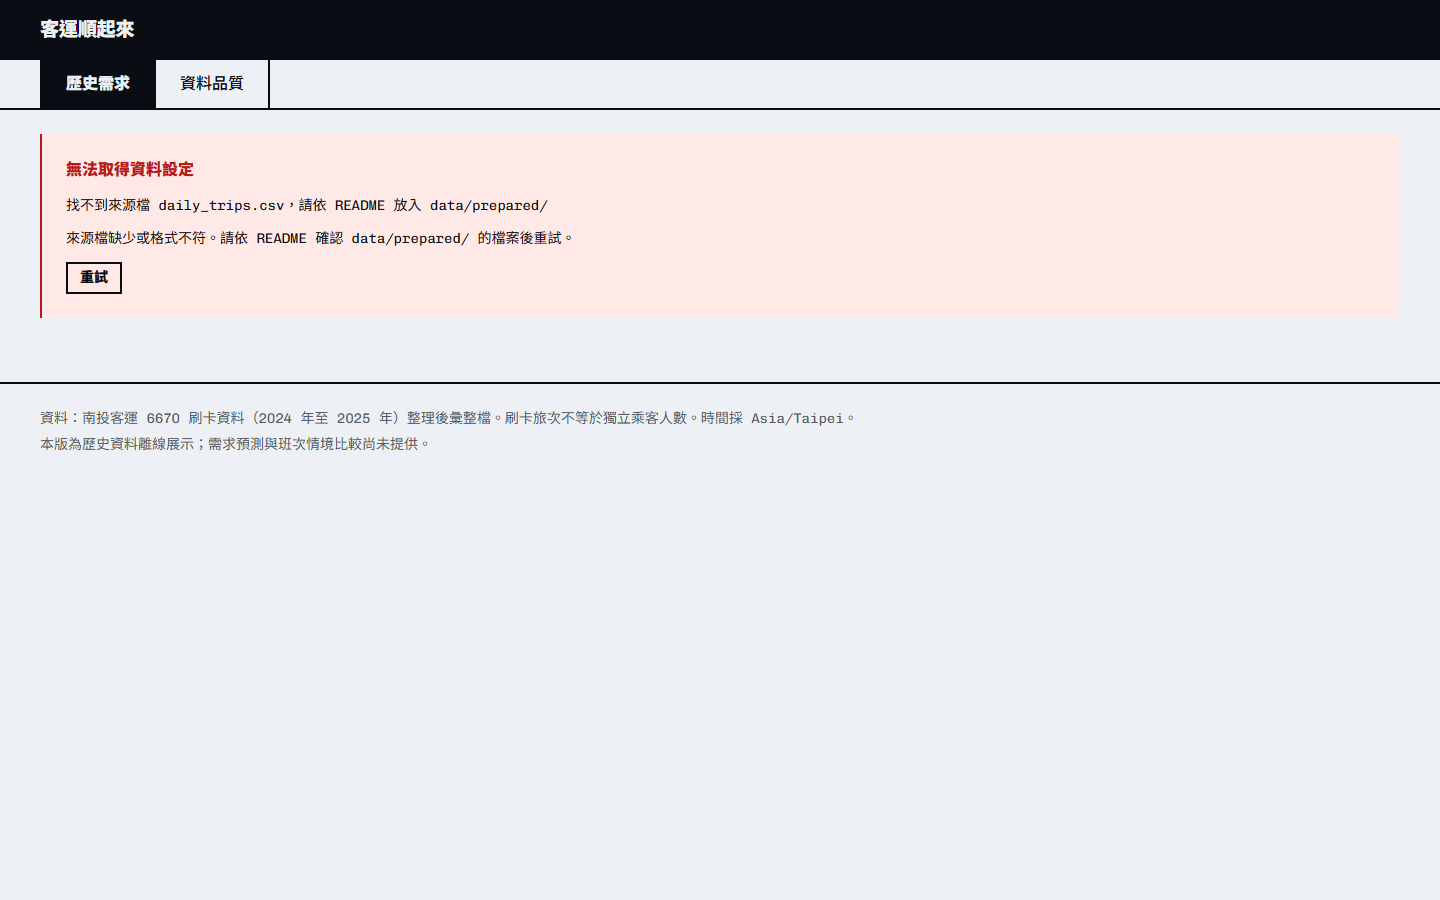 客運順起來
歷史需求
資料品質
無法取得資料設定
找不到來源檔 daily_trips.csv，請依 README 放入 data/prepared/
來源檔缺少或格式不符。請依 README 確認 data/prepared/ 的檔案後重試。
重試
資料：南投客運 6670 刷卡資料（2024 年至 2025 年）整理後彙整檔。刷卡旅次不等於獨立乘客人數。時間採 Asia/Taipei。
本版為歷史資料離線展示；需求預測與班次情境比較尚未提供。